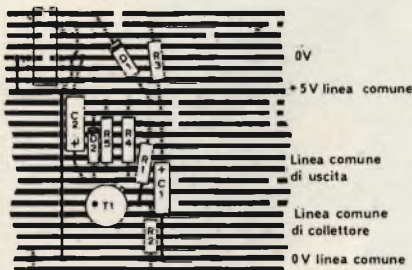 D1
R3
0V
+5V linea comune
C2
+
D2
R5
R4
R1
+
C1
Linea comune
di uscita
T1
Linea comune
di collettore
R2
0V linea comune